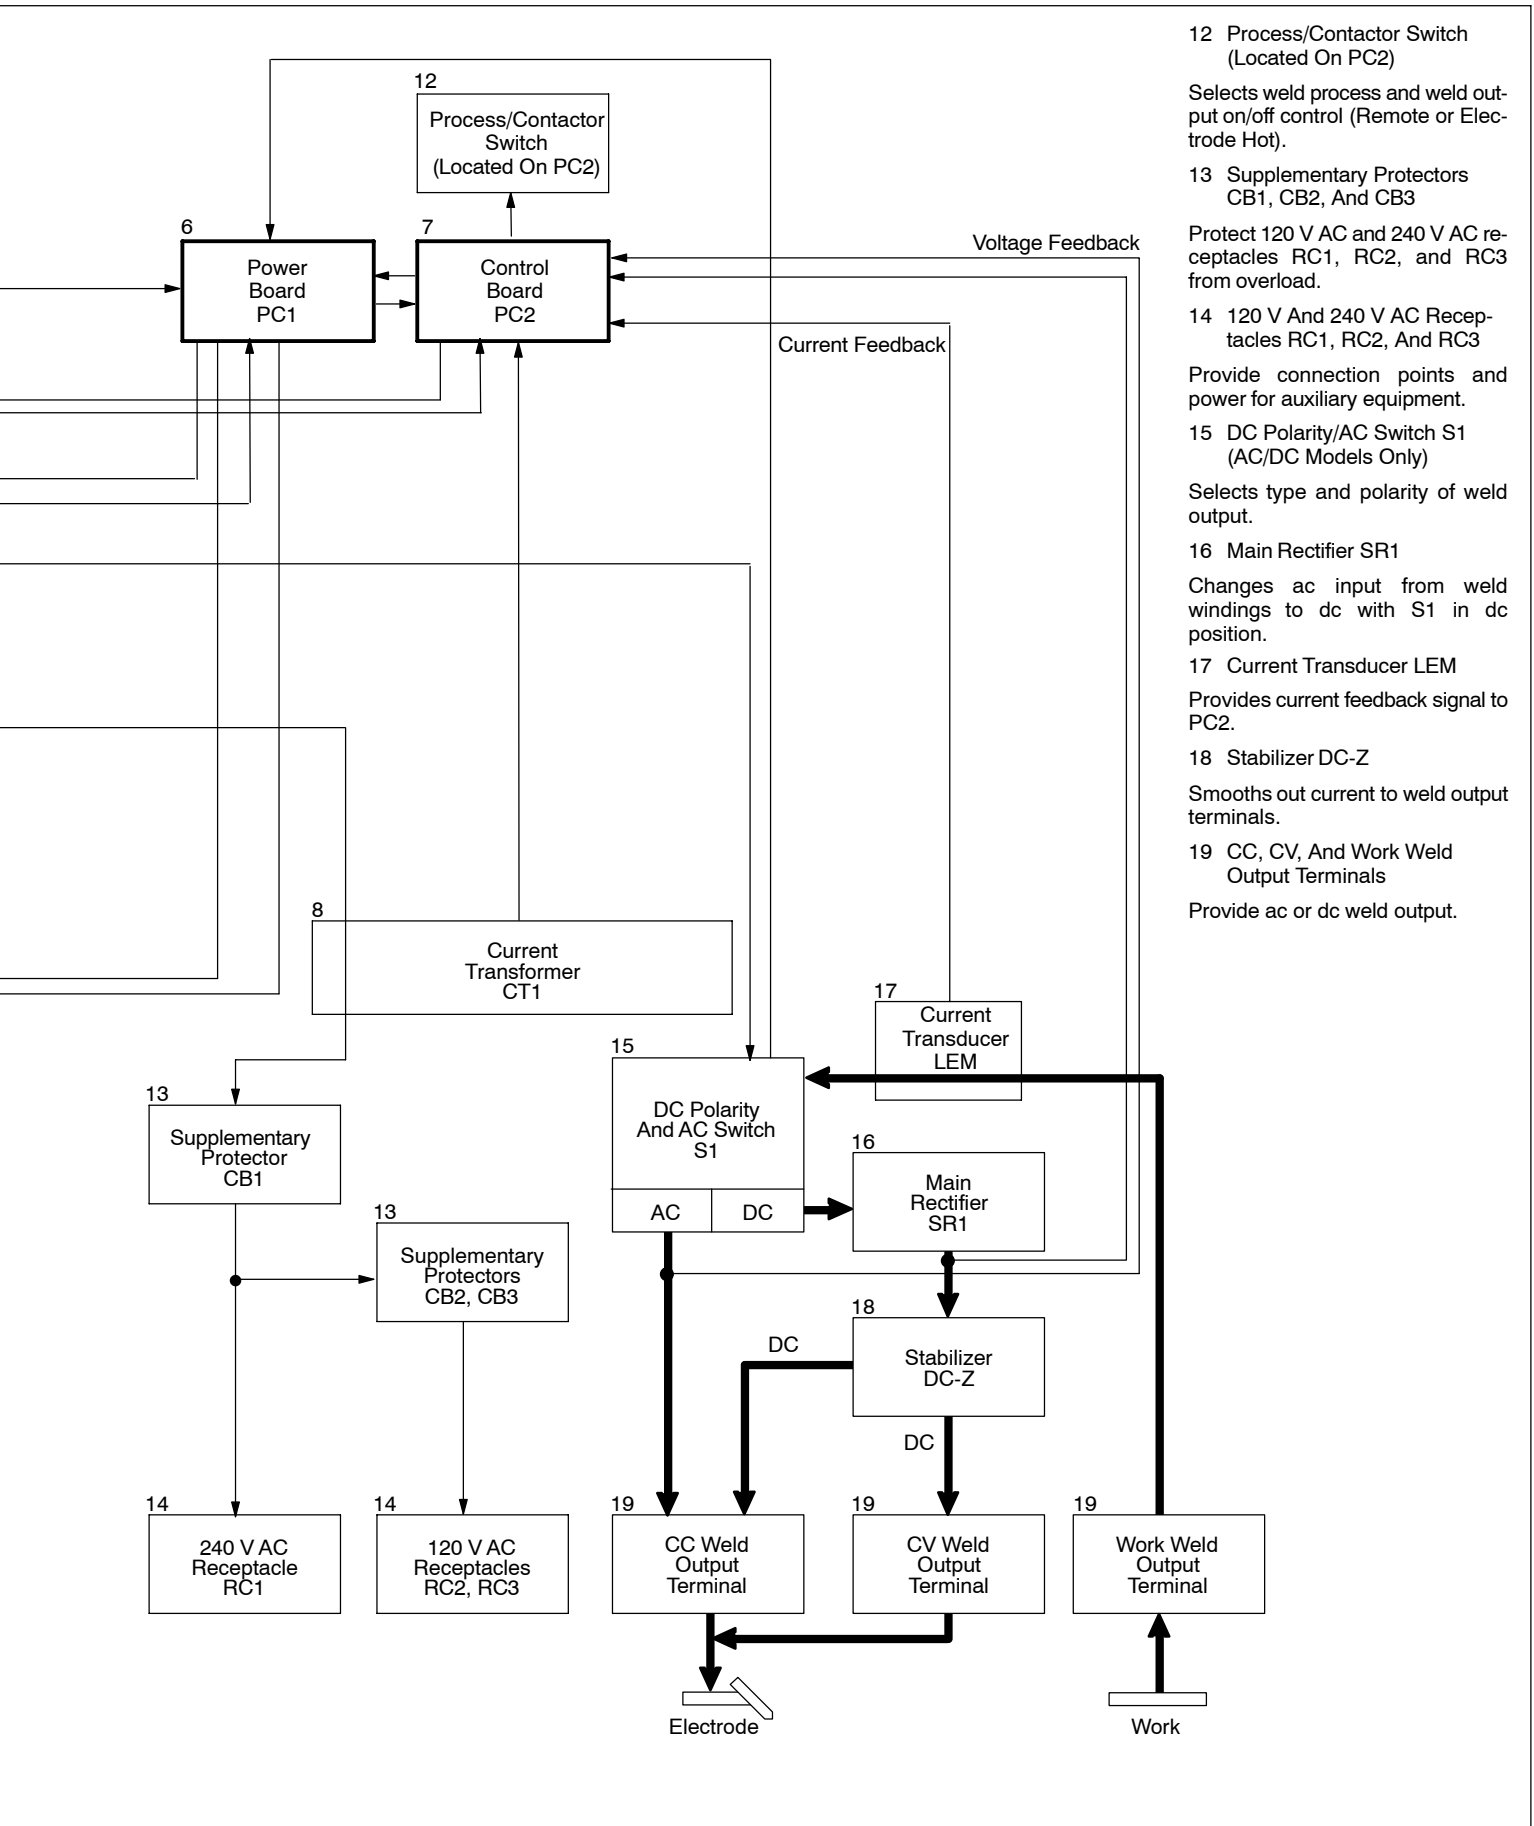 12
Process/Contactor
Switch
(Located On PC2)
6
Power
Board
PC1
7
Control
Board
PC2
Voltage Feedback
Current Feedback
8
Current
Transformer
CT1
17
Current
Transducer
LEM
15
DC Polarity
And AC Switch
S1
AC
DC
13
Supplementary
Protector
CB1
16
Main
Rectifier
SR1
13
Supplementary
Protectors
CB2, CB3
18
Stabilizer
DC-Z
DC
DC
14
240 V AC
Receptacle
RC1
14
120 V AC
Receptacles
RC2, RC3
19
CC Weld
Output
Terminal
19
CV Weld
Output
Terminal
19
Work Weld
Output
Terminal
Electrode
Work
12 Process/Contactor Switch
(Located On PC2)
Selects weld process and weld out-
put on/off control (Remote or Elec-
trode Hot).
13 Supplementary Protectors
CB1, CB2, And CB3
Protect 120 V AC and 240 V AC re-
ceptacles RC1, RC2, and RC3
from overload.
14 120 V And 240 V AC Recep-
tacles RC1, RC2, And RC3
Provide connection points and
power for auxiliary equipment.
15 DC Polarity/AC Switch S1
(AC/DC Models Only)
Selects type and polarity of weld
output.
16 Main Rectifier SR1
Changes ac input from weld
windings to dc with S1 in dc
position.
17 Current Transducer LEM
Provides current feedback signal to
PC2.
18 Stabilizer DC-Z
Smooths out current to weld output
terminals.
19 CC, CV, And Work Weld
Output Terminals
Provide ac or dc weld output.